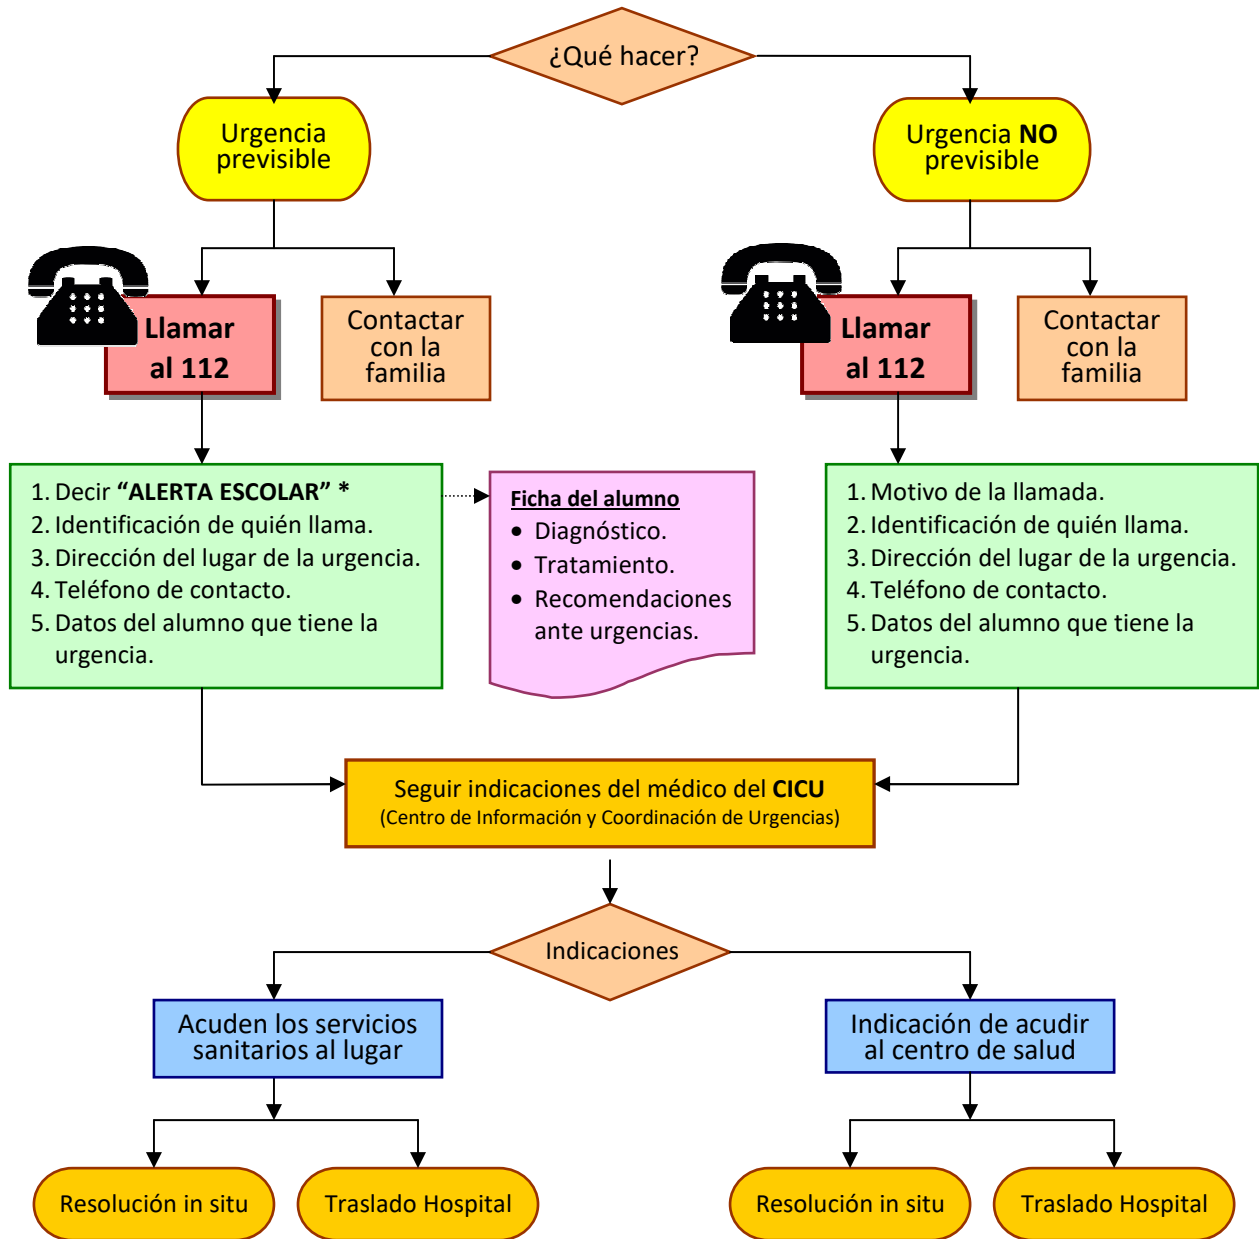 ¿Qué hacer?
Urgencia
previsible
Urgencia NO
previsible
Llamar
al 112
Contactar
con la
familia
Llamar
al 112
Contactar
con la
familia
1. Decir “ALERTA ESCOLAR” *
2. Identificación de quién llama.
3. Dirección del lugar de la urgencia.
4. Teléfono de contacto.
5. Datos del alumno que tiene la
urgencia.
Ficha del alumno
• Diagnóstico.
• Tratamiento.
• Recomendaciones
ante urgencias.
1. Motivo de la llamada.
2. Identificación de quién llama.
3. Dirección del lugar de la urgencia.
4. Teléfono de contacto.
5. Datos del alumno que tiene la
urgencia.
Seguir indicaciones del médico del CICU
(Centro de Información y Coordinación de Urgencias)
Indicaciones
Acuden los servicios
sanitarios al lugar
Indicación de acudir
al centro de salud
Resolución in situ
Traslado Hospital
Resolución in situ
Traslado Hospital